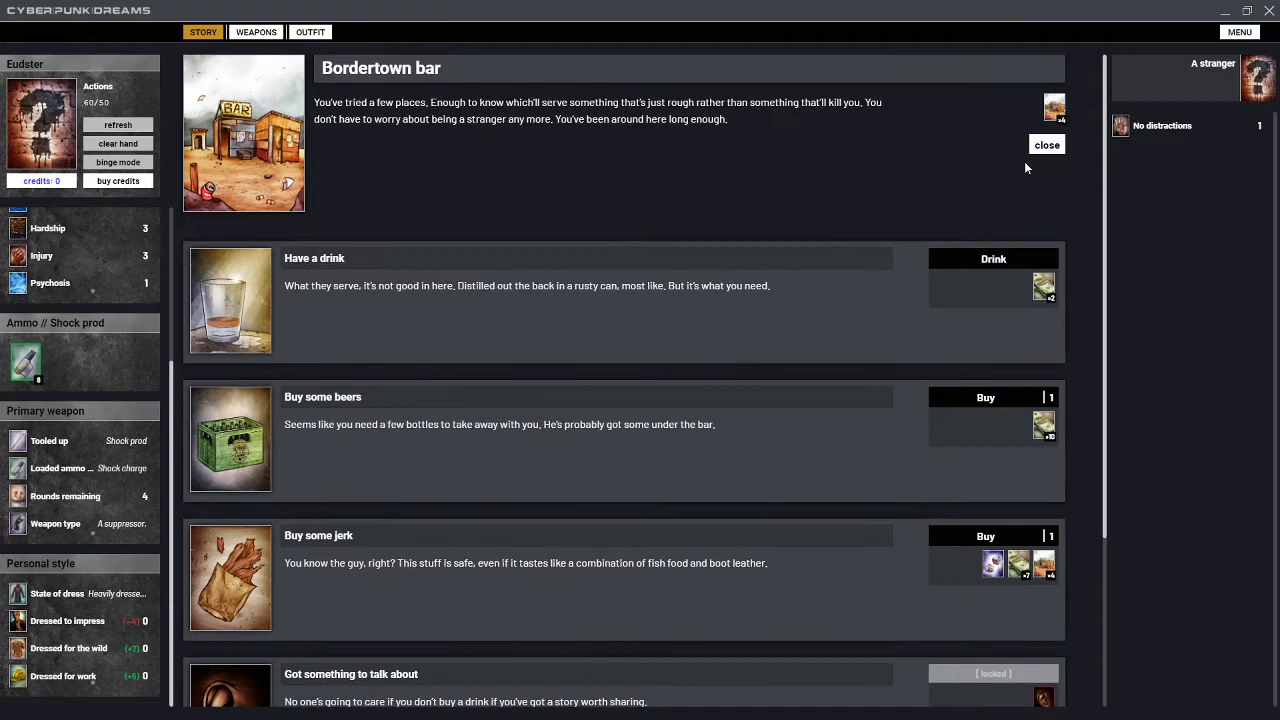 CYBER|PUNK|DREAMS
STORY
WEAPONS
OUTFIT
MENU
Eudster
Actions
60/50
refresh
clear hand
binge mode
credits: 0
buy credits
Hardship 3
Injury 3
Psychosis 1
Ammo // Shock prod
8
Primary weapon
Tooled up Shock prod
Loaded ammo ... Shock charge
Rounds remaining 4
Weapon type A suppressor.
Personal style
State of dress Heavily dresse...
Dressed to impress (-4) 0
Dressed for the wild (+7) 0
Dressed for work (+5) 0
BAR
Bordertown bar
You've tried a few places. Enough to know which'll serve something that's just rough rather than something that'll kill you. You
don't have to worry about being a stranger any more. You've been around here long enough.
×4
close
Have a drink
What they serve, it's not good in here. Distilled out the back in a rusty can, most like. But it's what you need.
Drink
×2
Buy some beers
Seems like you need a few bottles to take away with you. He's probably got some under the bar.
Buy | 1
×10
Buy some jerk
You know the guy, right? This stuff is safe, even if it tastes like a combination of fish food and boot leather.
Buy | 1
×7
×4
Got something to talk about
No one's going to care if you don't buy a drink if you've got a story worth sharing.
[ locked ]
A stranger
No distractions 1